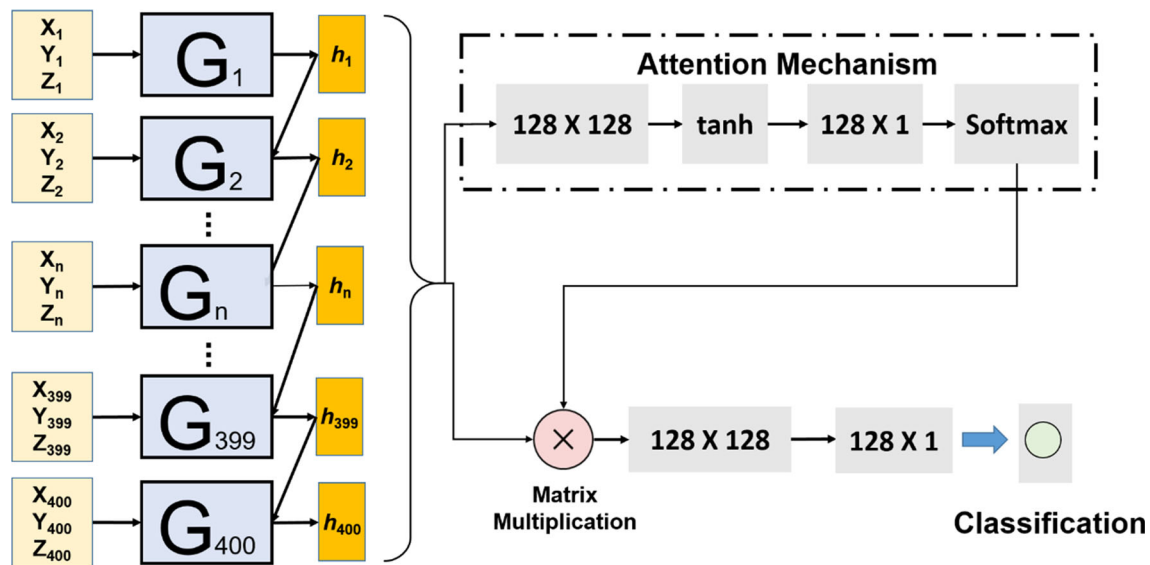 X1
Y1
Z1
G1
h1
X2
Y2
Z2
G2
h2
⋮
Xn
Yn
Zn
Gn
hn
⋮
X399
Y399
Z399
G399
h399
X400
Y400
Z400
G400
h400
Attention Mechanism
128 X 128
tanh
128 X 1
Softmax
×
Matrix
Multiplication
128 X 128
128 X 1
Classification